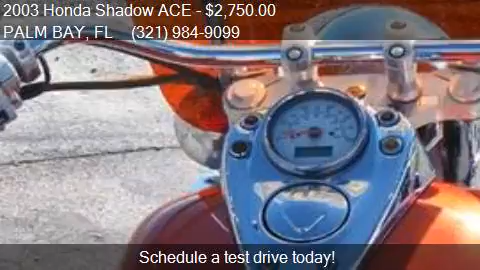 2003 Honda Shadow ACE - $2,750.00
PALM BAY, FL    (321) 984-9099
Schedule a test drive today!